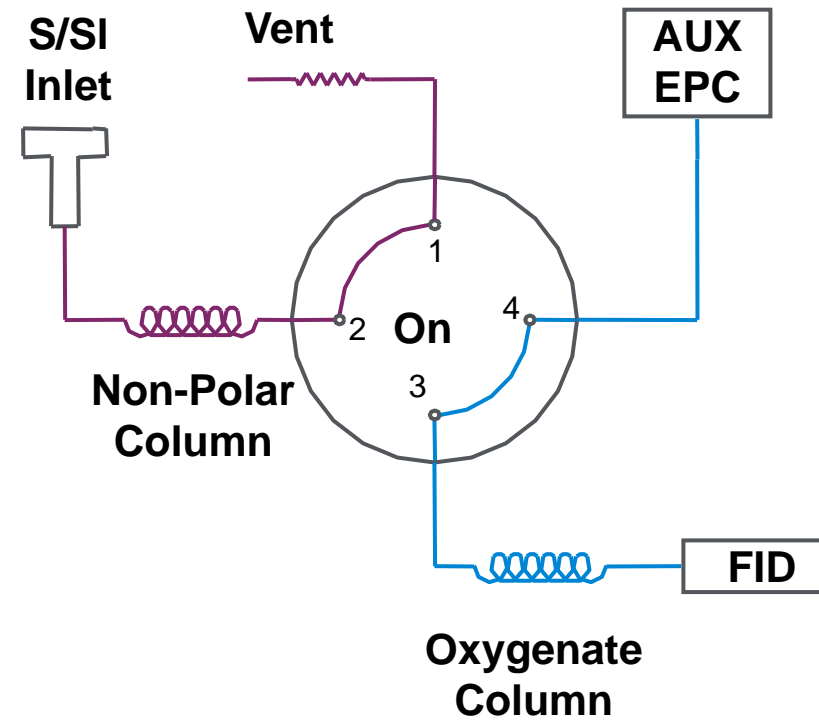 S/SI
Inlet
Vent
AUX
EPC
1
2
On
4
3
Non-Polar
Column
FID
Oxygenate
Column